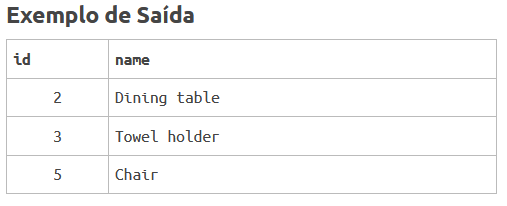 Exemplo de Saída
id name
2 Dining table
3 Towel holder
5 Chair